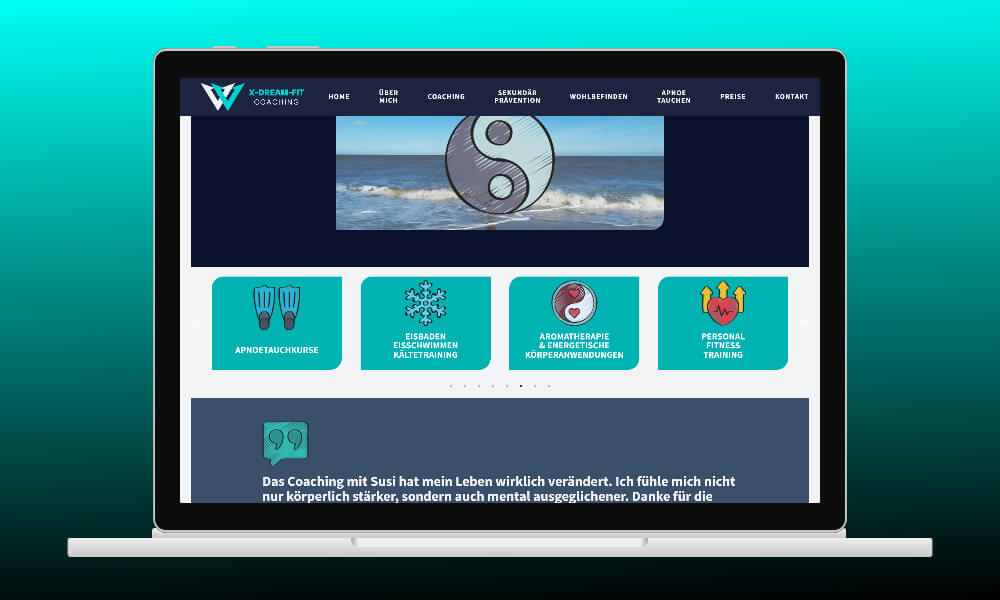 X-DREAM-FIT
COACHING
HOME
ÜBER
MICH
COACHING
SEKUNDÄR
PRÄVENTION
WOHLBEFINDEN
APNOE
TAUCHEN
PREISE
KONTAKT
APNOETAUCHKURSE
EISBADEN
EISSCHWIMMEN
KÄLTETRAINING
AROMATHERAPIE
& ENERGETISCHE
KÖRPERANWENDUNGEN
PERSONAL
FITNESS
TRAINING
Das Coaching mit Susi hat mein Leben wirklich verändert. Ich fühle mich nicht
nur körperlich stärker, sondern auch mental ausgeglichener. Danke für die